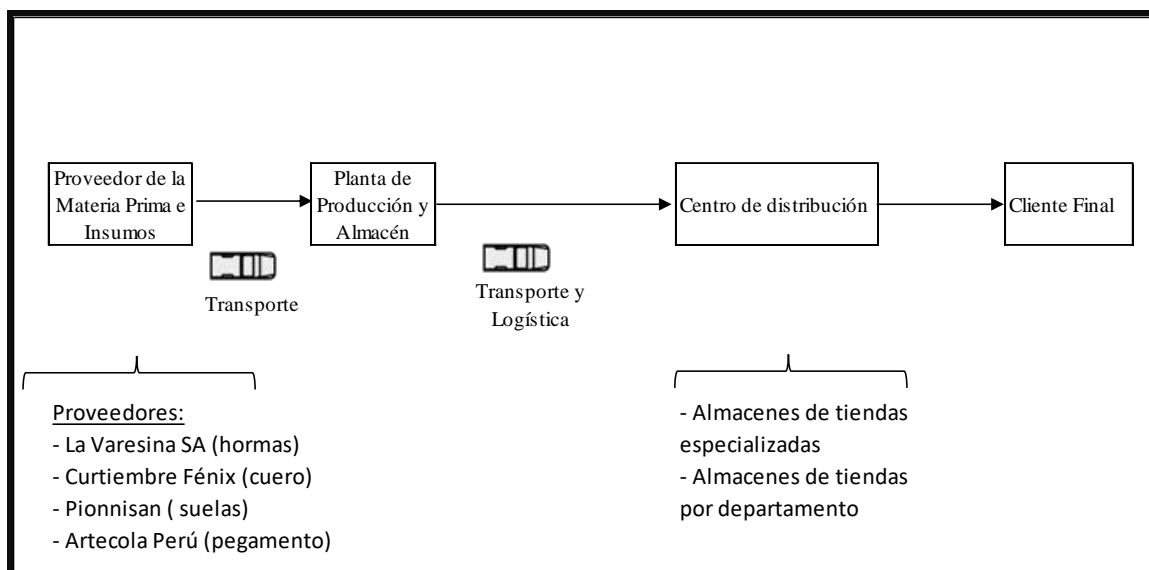 Proveedor de la
Materia Prima e
Insumos
Planta de
Producción y
Almacén
Centro de distribución
Cliente Final
Transporte
Transporte y
Logística
Proveedores:
- La Varesina SA (hormas)
- Curtiembre Fénix (cuero)
- Pionnisan ( suelas)
- Artecola Perú (pegamento)
- Almacenes de tiendas
especializadas
- Almacenes de tiendas
por departamento